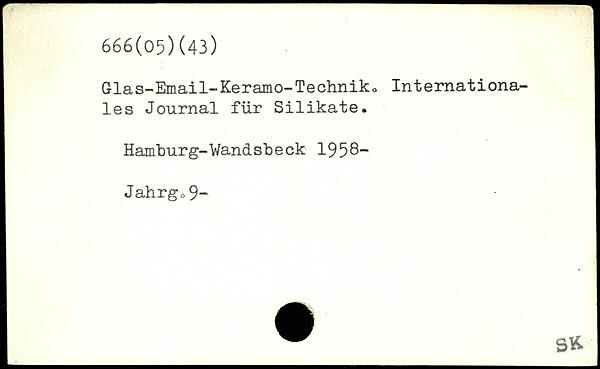 666(05)(43)
Glas-Email-Keramo-Technik. Internationa-
les Journal für Silikate.
Hamburg-Wandsbeck 1958-
Jahrg.9-
SK